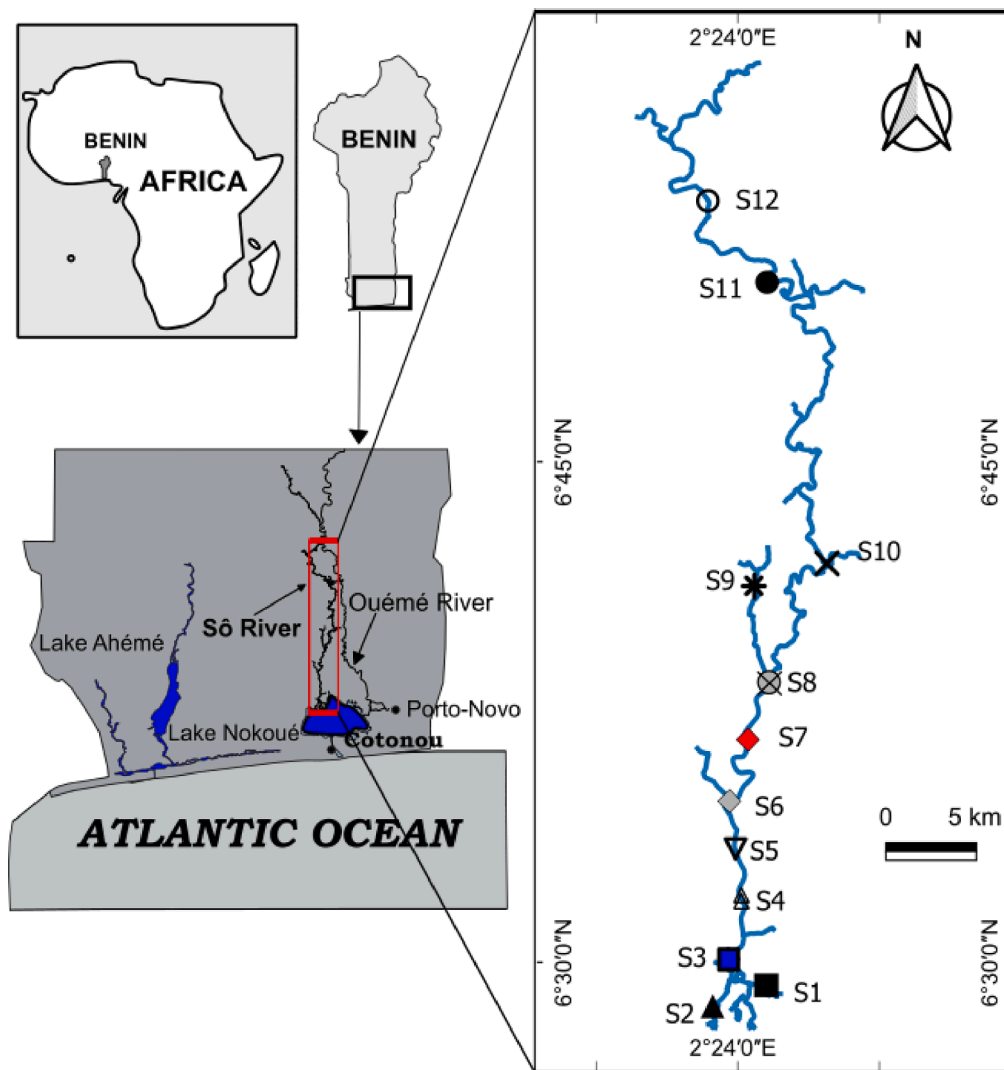 BENIN
AFRICA
BENIN
Lake Ahémé
Sô River
Ouémé River
Lake Nokoué
Porto-Novo
Cotonou
ATLANTIC OCEAN
2°24'0"E
N
S12
S11
6°45'0"N
6°45'0"N
S10
S9
S8
S7
S6
0 5 km
S5
S4
S3
6°30'0"N
6°30'0"N
S1
S2
2°24'0"E